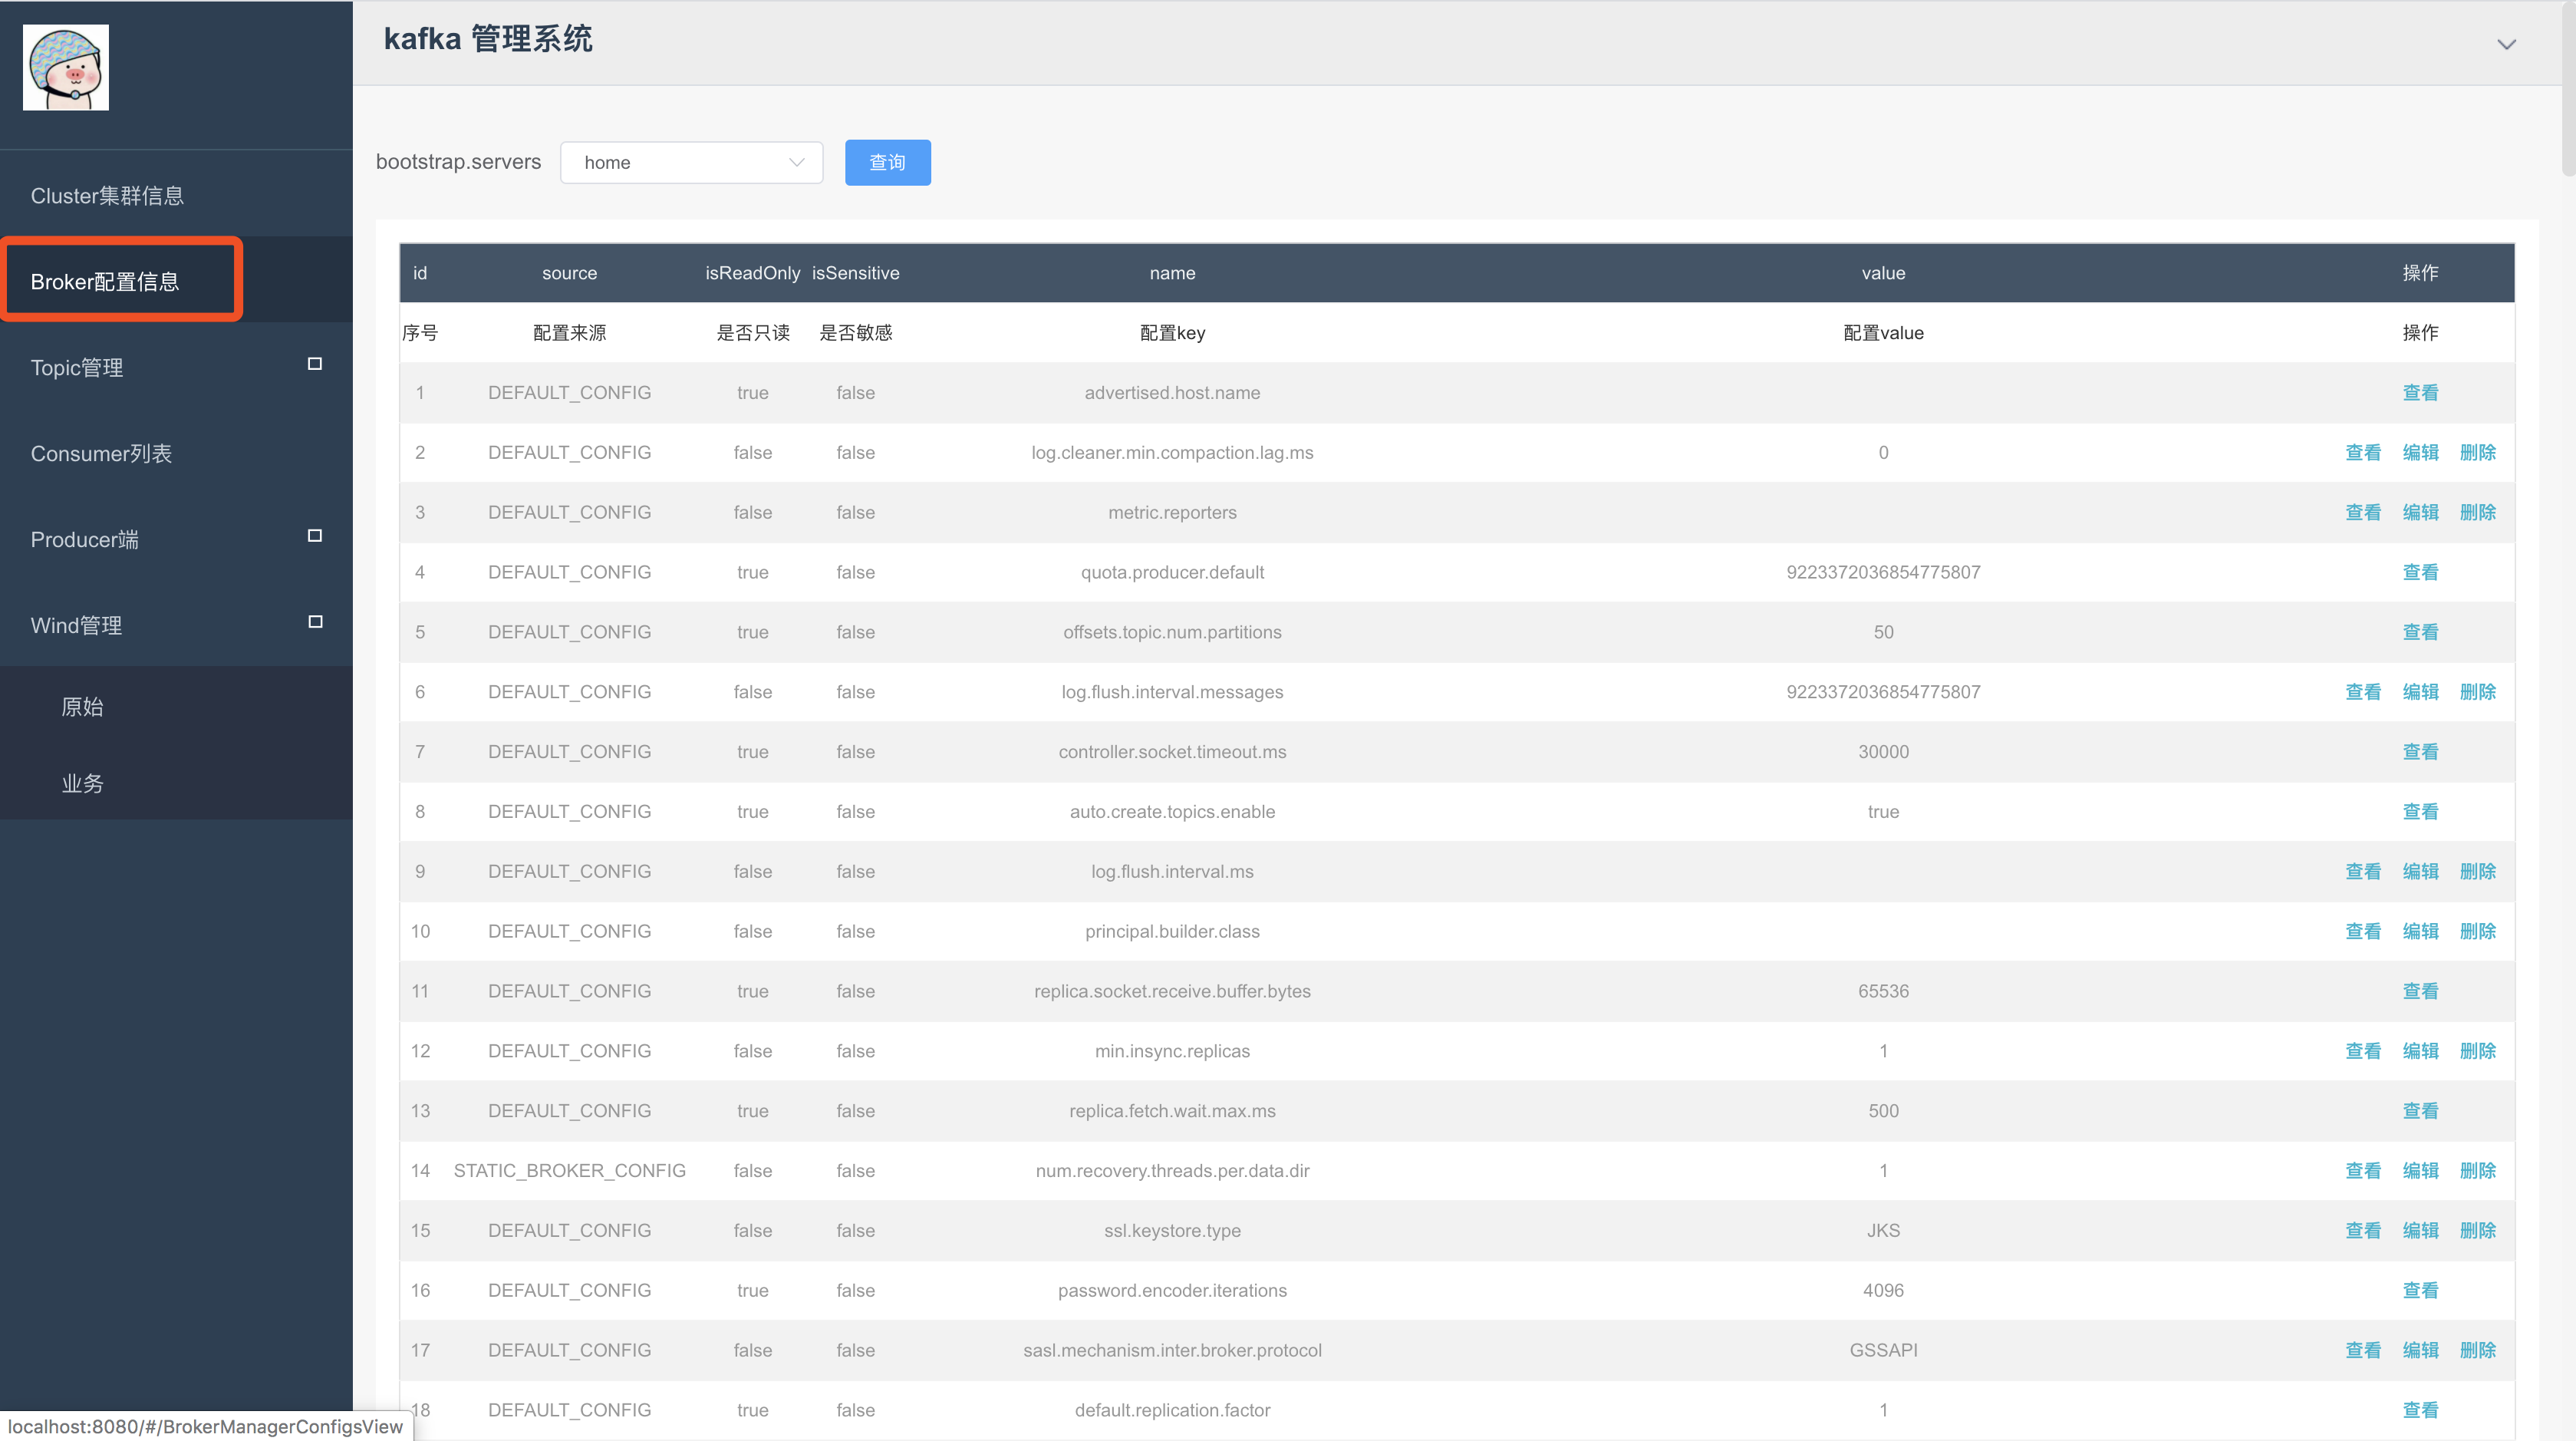 kafka 管理系统
Cluster集群信息
Broker配置信息
Topic管理
Consumer列表
Producer端
Wind管理
原始
业务
bootstrap.servers home 查询
id source isReadOnly isSensitive name value 操作
序号 配置来源 是否只读 是否敏感 配置key 配置value 操作
1 DEFAULT_CONFIG true false advertised.host.name 查看
2 DEFAULT_CONFIG false false log.cleaner.min.compaction.lag.ms 0 查看 编辑 删除
3 DEFAULT_CONFIG false false metric.reporters 查看 编辑 删除
4 DEFAULT_CONFIG true false quota.producer.default 9223372036854775807 查看
5 DEFAULT_CONFIG true false offsets.topic.num.partitions 50 查看
6 DEFAULT_CONFIG false false log.flush.interval.messages 9223372036854775807 查看 编辑 删除
7 DEFAULT_CONFIG true false controller.socket.timeout.ms 30000 查看
8 DEFAULT_CONFIG true false auto.create.topics.enable true 查看
9 DEFAULT_CONFIG false false log.flush.interval.ms 查看 编辑 删除
10 DEFAULT_CONFIG false false principal.builder.class 查看 编辑 删除
11 DEFAULT_CONFIG true false replica.socket.receive.buffer.bytes 65536 查看
12 DEFAULT_CONFIG false false min.insync.replicas 1 查看 编辑 删除
13 DEFAULT_CONFIG true false replica.fetch.wait.max.ms 500 查看
14 STATIC_BROKER_CONFIG false false num.recovery.threads.per.data.dir 1 查看 编辑 删除
15 DEFAULT_CONFIG false false ssl.keystore.type JKS 查看 编辑 删除
16 DEFAULT_CONFIG true false password.encoder.iterations 4096 查看
17 DEFAULT_CONFIG false false sasl.mechanism.inter.broker.protocol GSSAPI 查看 编辑 删除
18 DEFAULT_CONFIG true false default.replication.factor 1 查看
localhost:8080/#/BrokerManagerConfigsView